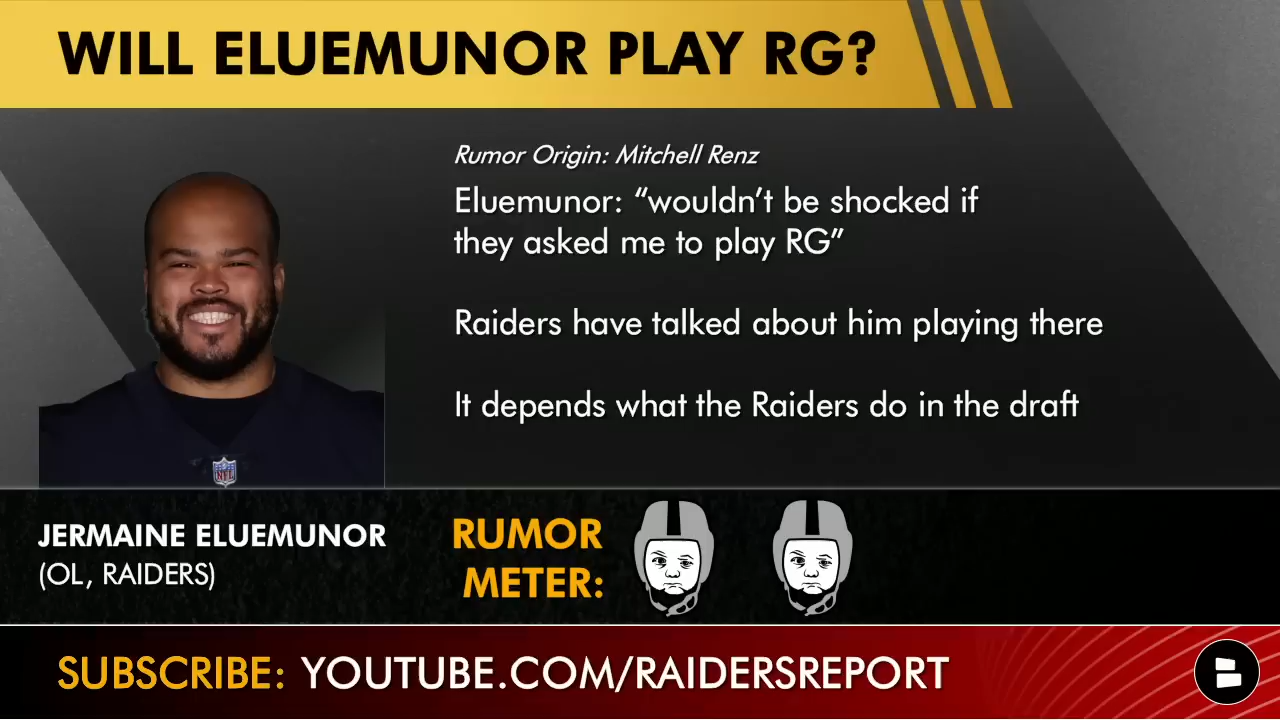 WILL ELUEMUNOR PLAY RG?
Rumor Origin: Mitchell Renz
Eluemunor: “wouldn’t be shocked if
they asked me to play RG”
Raiders have talked about him playing there
It depends what the Raiders do in the draft
NFL
JERMAINE ELUEMUNOR
(OL, RAIDERS)
RUMOR
METER:
SUBSCRIBE: YOUTUBE.COM/RAIDERSREPORT